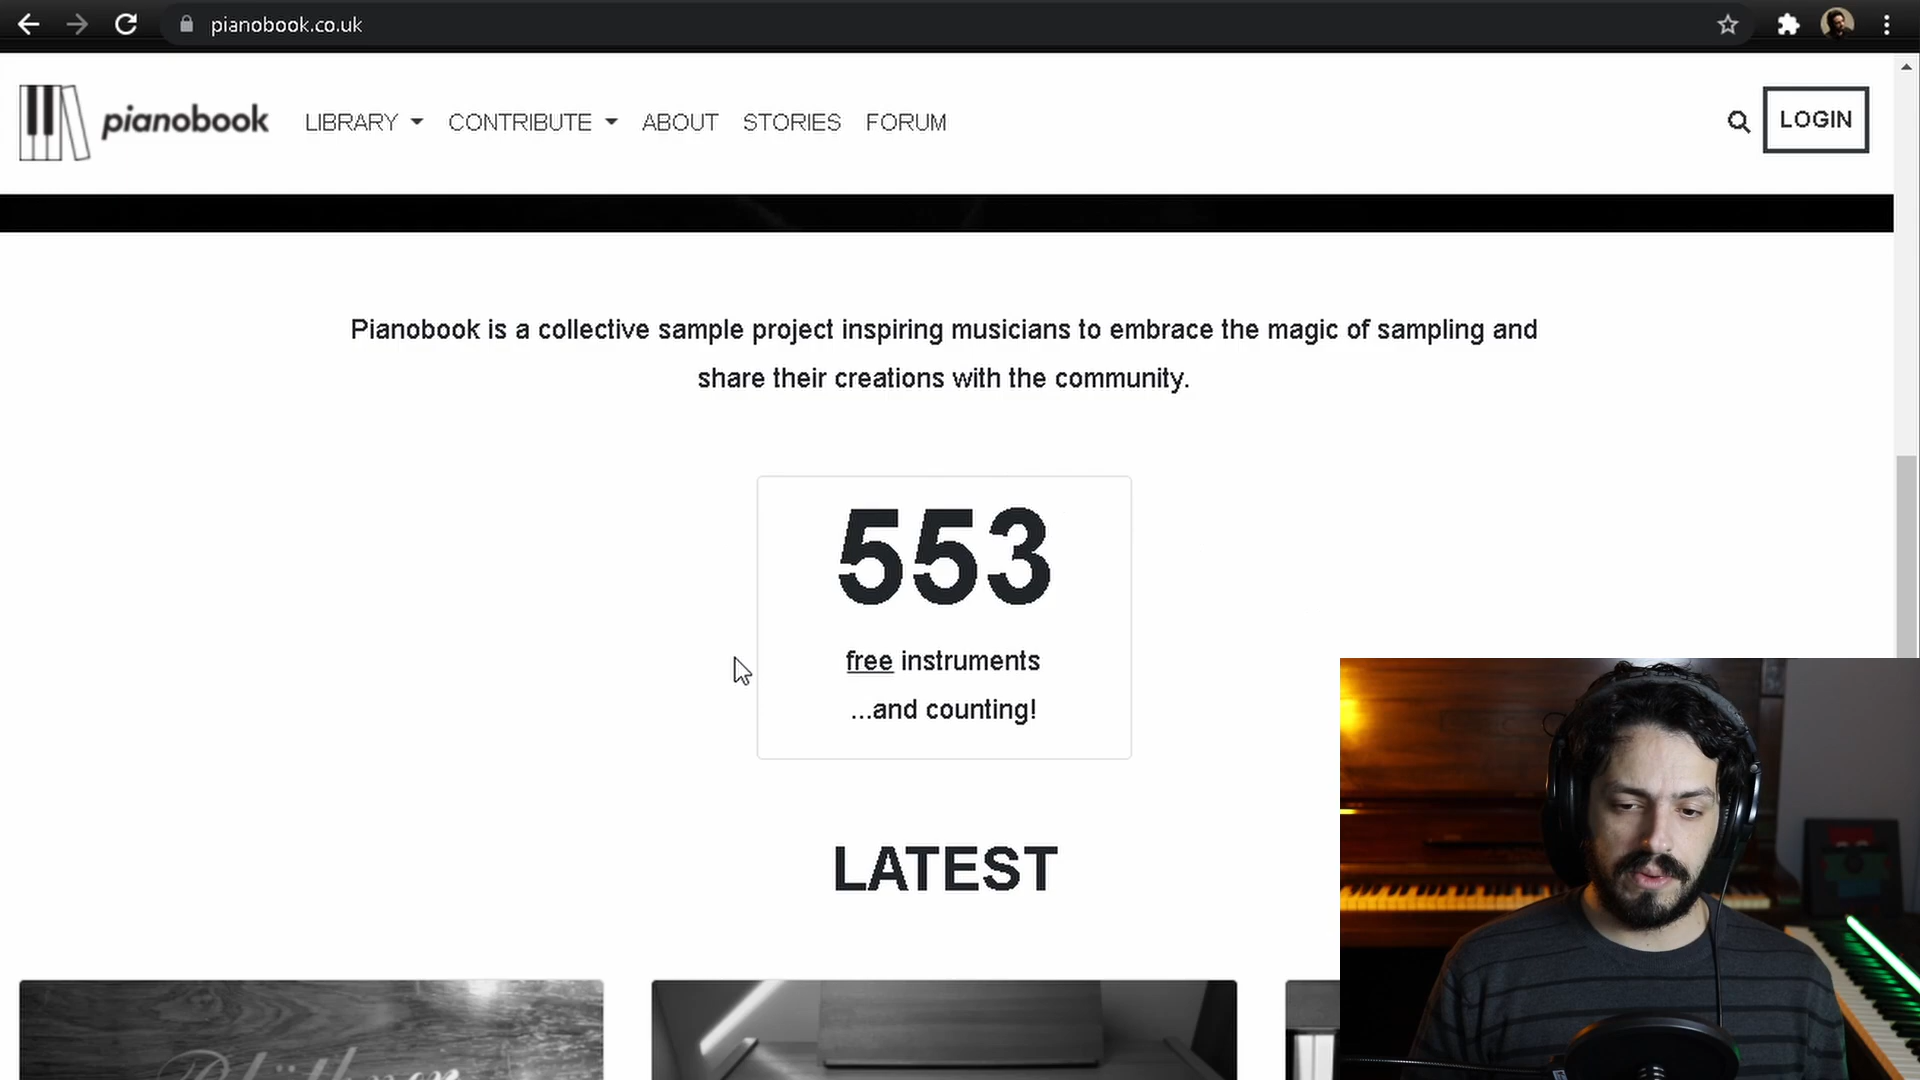 pianobook.co.uk
pianobook LIBRARY CONTRIBUTE ABOUT STORIES FORUM LOGIN
Pianobook is a collective sample project inspiring musicians to embrace the magic of sampling and
share their creations with the community.
553
free instruments
...and counting!
LATEST